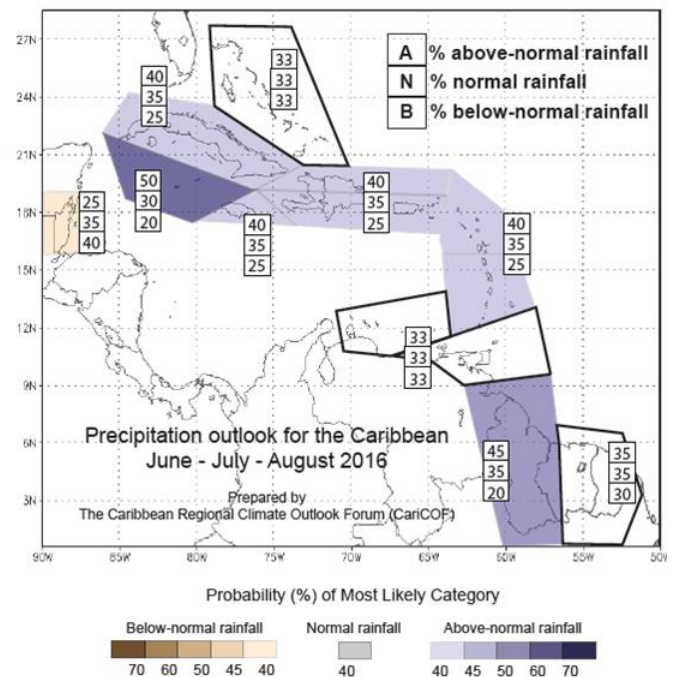 27N
24N
21N
18N
15N
12N
9N
6N
3N
A % above-normal rainfall
N % normal rainfall
B % below-normal rainfall
33
33
33
40
35
25
50
30
20
25
35
40
40
35
25
40
35
25
40
35
25
33
33
33
45
35
20
35
35
30
Precipitation outlook for the Caribbean
June - July - August 2016
Prepared by
The Caribbean Regional Climate Outlook Forum (CariCOF)
90W 85W 80W 75W 70W 65W 60W 55W 50W
Probability (%) of Most Likely Category
Below-normal rainfall Normal rainfall Above-normal rainfall
70 60 50 45 40 40 40 45 50 60 70